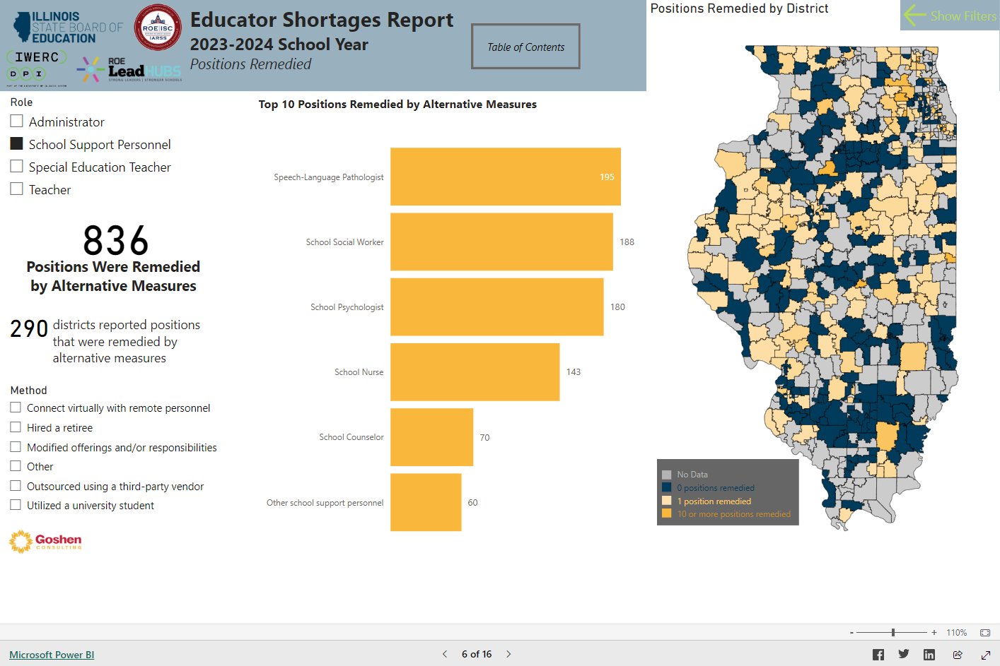 ILLINOIS
STATE BOARD OF
EDUCATION
ROE|ISC
IARSS
IWERC
DPI
ROE
LeadHUBS
STRONG LEADERS | STRONGER SCHOOLS
Educator Shortages Report
2023-2024 School Year
Positions Remedied
Table of Contents
Positions Remedied by District
Show Filters
Role
Administrator
School Support Personnel
Special Education Teacher
Teacher
836
Positions Were Remedied
by Alternative Measures
290 districts reported positions
that were remedied by
alternative measures
Method
Connect virtually with remote personnel
Hired a retiree
Modified offerings and/or responsibilities
Other
Outsourced using a third-party vendor
Utilized a university student
Goshen
CONSULTING
Top 10 Positions Remedied by Alternative Measures
Speech-Language Pathologist 195
School Social Worker 188
School Psychologist 180
School Nurse 143
School Counselor 70
Other school support personnel 60
No Data
0 positions remedied
1 position remedied
10 or more positions remedied
- + 110%
Microsoft Power BI
6 of 16